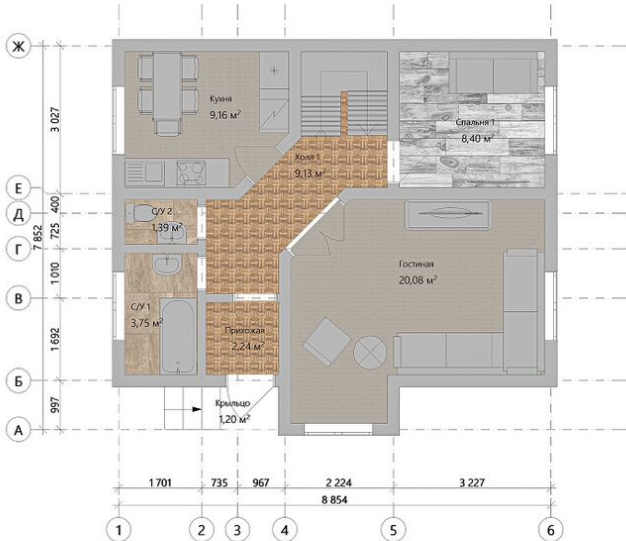 Ж
Е
Д
Г
В
Б
А
3 027
400
725
1 010
1 692
997
7 852
Кухня
9,16 м²
Спальня 1
8,40 м²
Холл 1
9,13 м²
С/У 2
1,39 м²
Гостиная
20,08 м²
С/У 1
3,75 м²
Прихожая
2,24 м²
Крыльцо
1,20 м²
1 701
735
967
2 224
3 227
8 854
1
2
3
4
5
6